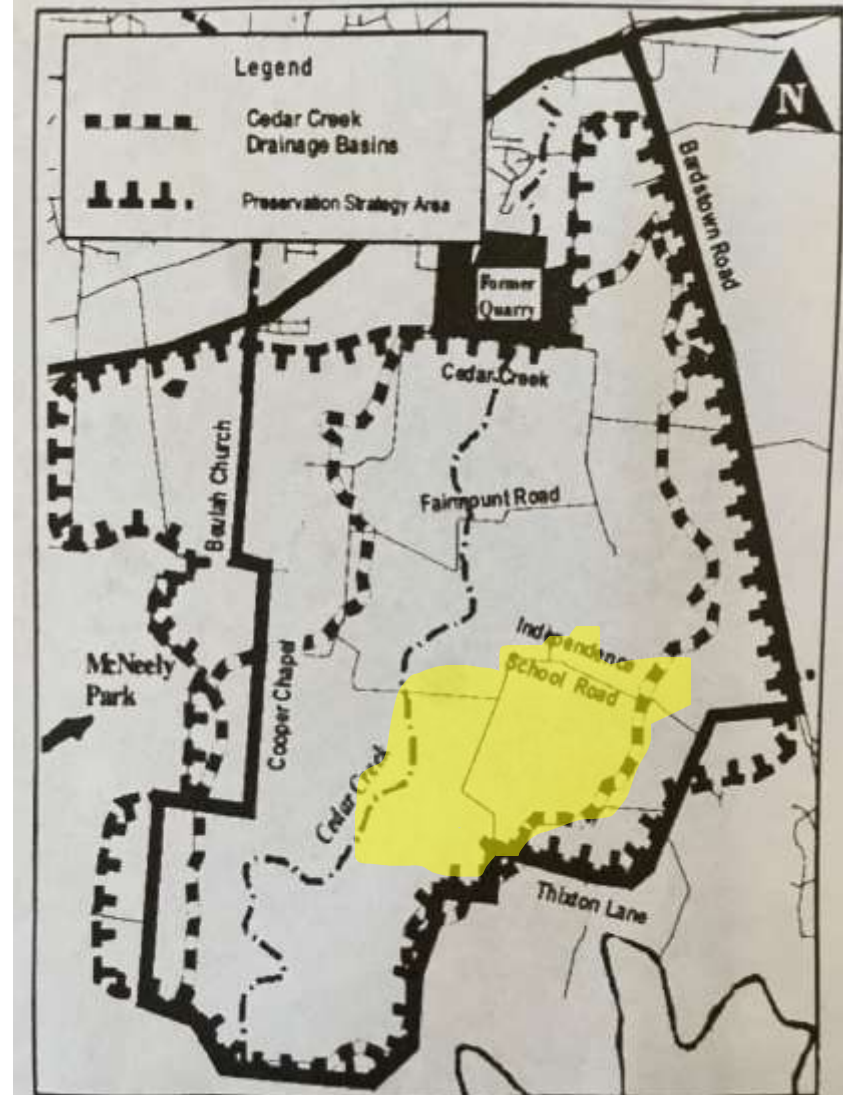 Legend
Cedar Creek
Drainage Basins
Preservation Strategy Area
N
Bardstown Road
Former
Quarry
Cedar Creek
Beulah Church
Fairmount Road
Independence
School Road
McNeely
Park
Cooper Chapel
Cedar Creek
Thixton Lane